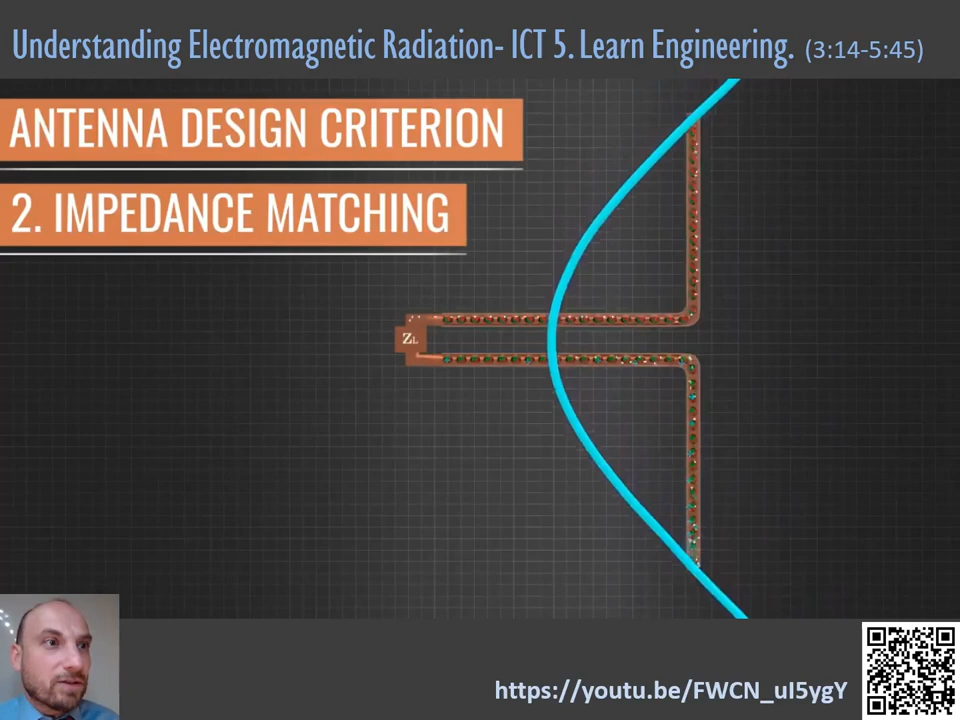 Understanding Electromagnetic Radiation- ICT 5. Learn Engineering. (3:14-5:45)
ANTENNA DESIGN CRITERION
2. IMPEDANCE MATCHING
ZL
https://youtu.be/FWCN_uI5ygY